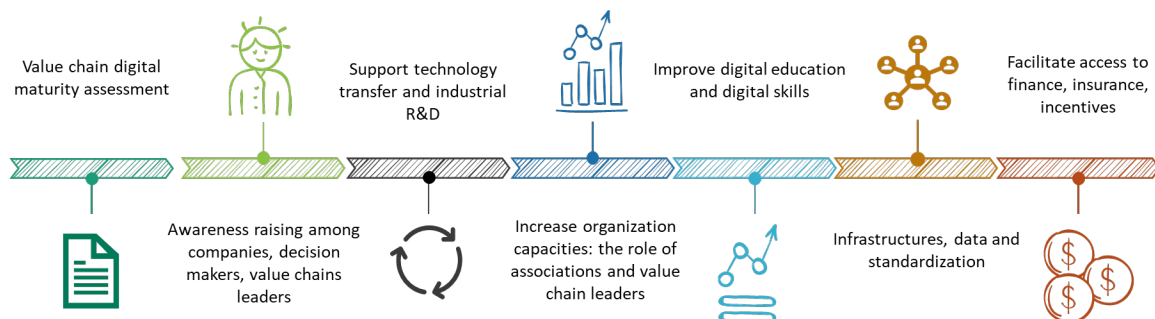 Value chain digital
maturity assessment
Awareness raising among
companies, decision
makers, value chains
leaders
Support technology
transfer and industrial
R&D
Increase organization
capacities: the role of
associations and value
chain leaders
Improve digital education
and digital skills
Infrastructures, data and
standardization
Facilitate access to
finance, insurance,
incentives
$
$
$